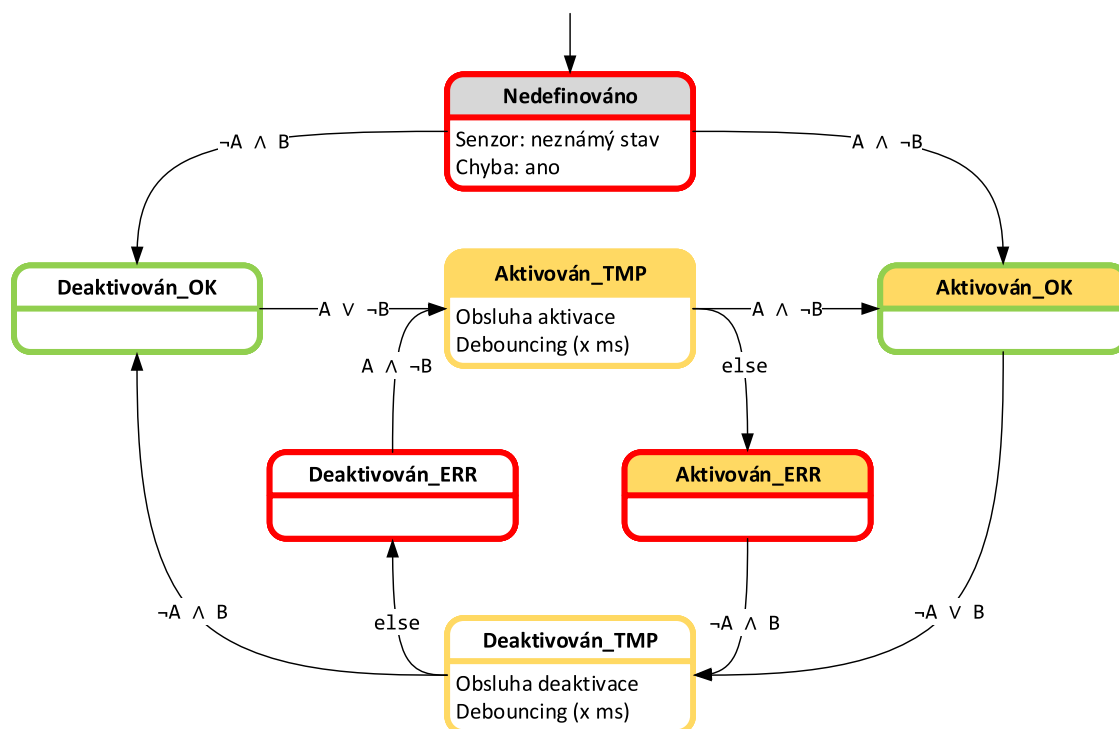 Nedefinováno
Senzor: neznámý stav
Chyba: ano
¬A ∧ B
A ∧ ¬B
Deaktivován_OK
Aktivován_TMP
Obsluha aktivace
Debouncing (x ms)
Aktivován_OK
A ∨ ¬B
A ∧ ¬B
A ∧ ¬B
else
Deaktivován_ERR
Aktivován_ERR
¬A ∧ B
else
¬A ∧ B
¬A ∨ B
Deaktivován_TMP
Obsluha deaktivace
Debouncing (x ms)